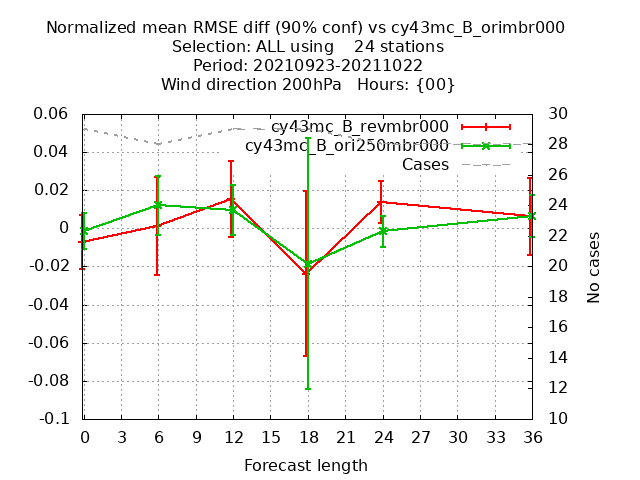 Normalized mean RMSE diff (90% conf) vs cy43mc_B_orimbr000
Selection: ALL using 24 stations
Period: 20210923-20211022
Wind direction 200hPa Hours: {00}
0.06 30
cy43mc_B_revmbr000
0.04 28
cy43mc_B_ori250mbr000
Cases
26
0.02 24
0 22
-0.02 20
-0.04 18
16
-0.06 14
-0.08 12
-0.1 10
No cases
0 3 6 9 12 15 18 21 24 27 30 33 36
Forecast length